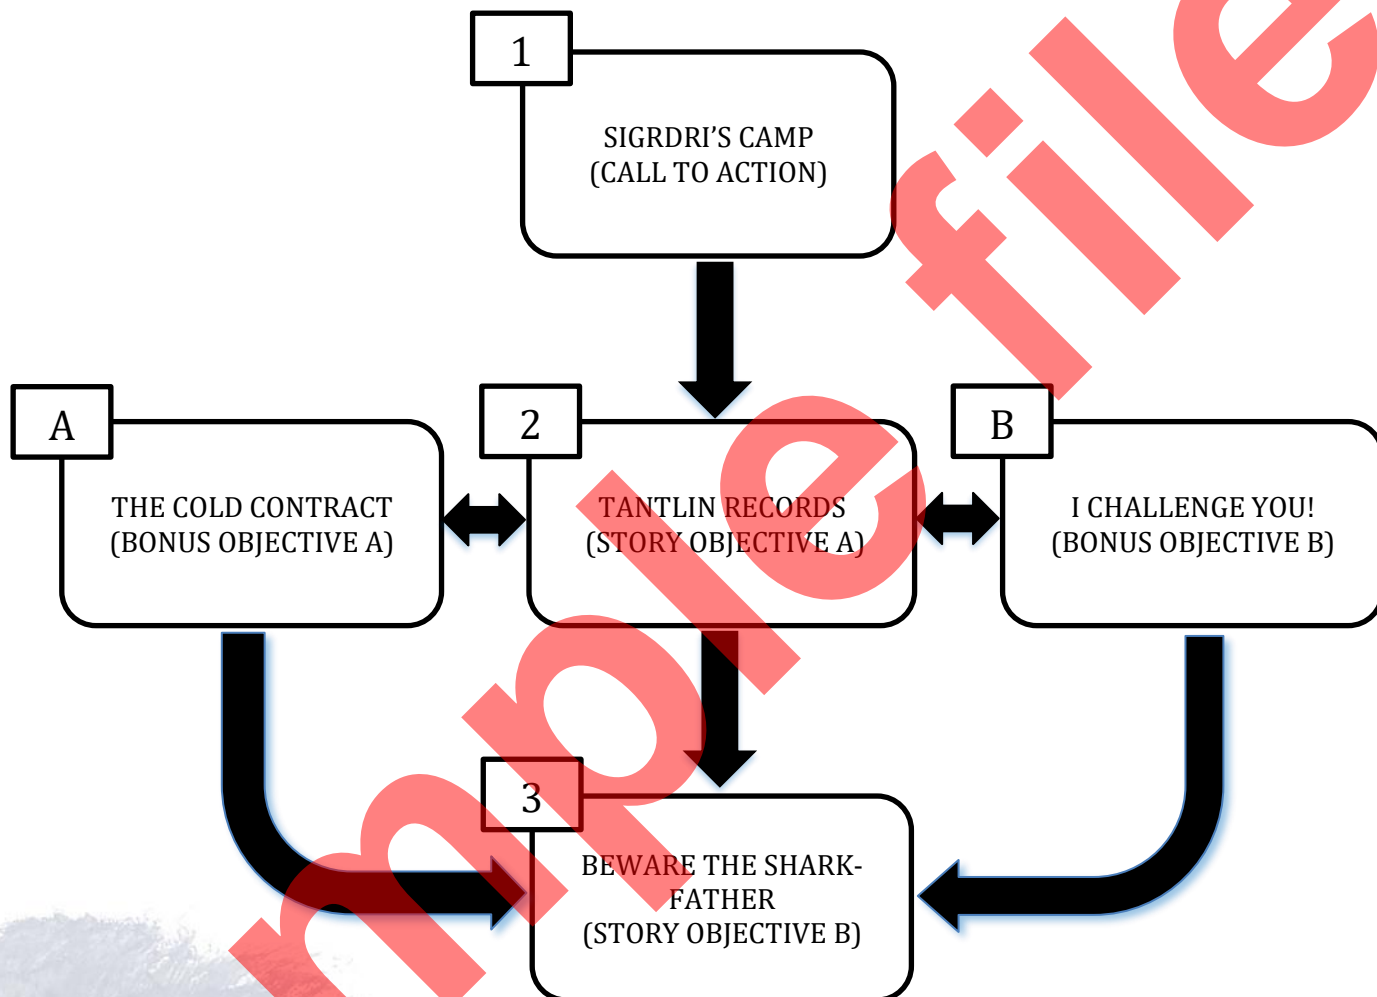 1
SIGRDRI’S CAMP
(CALL TO ACTION)
A
THE COLD CONTRACT
(BONUS OBJECTIVE A)
2
TANTLIN RECORDS
(STORY OBJECTIVE A)
B
I CHALLENGE YOU!
(BONUS OBJECTIVE B)
3
BEWARE THE SHARK-
FATHER
(STORY OBJECTIVE B)
mple file